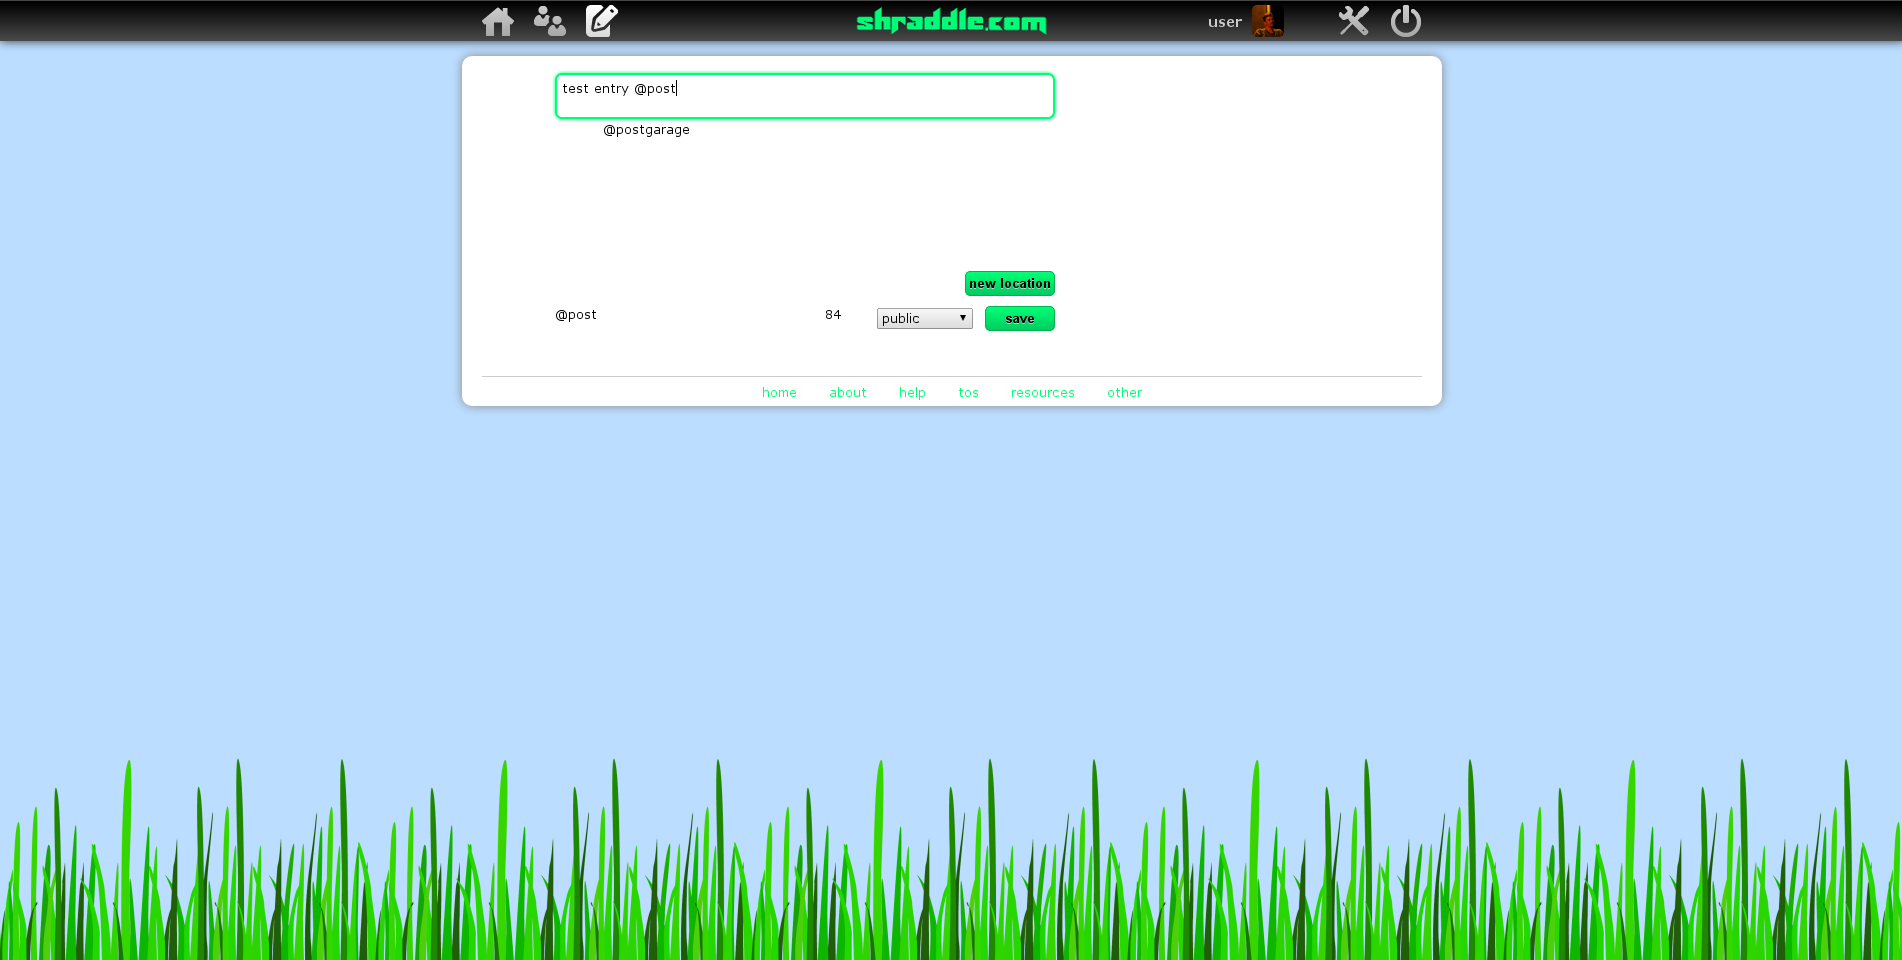 shraddle.com
user
test entry @post
@postgarage
new location
@post 84 public save
home about help tos resources other